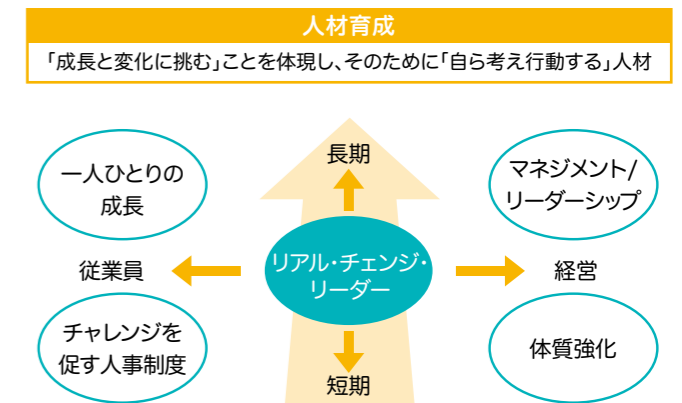 人材育成
「成長と変化に挑む」ことを体現し、そのために「自ら考え行動する」人材
長期
一人ひとりの
成長
マネジメント/
リーダーシップ
従業員
リアル・チェンジ・
リーダー
経営
チャレンジを
促す人事制度
体質強化
短期